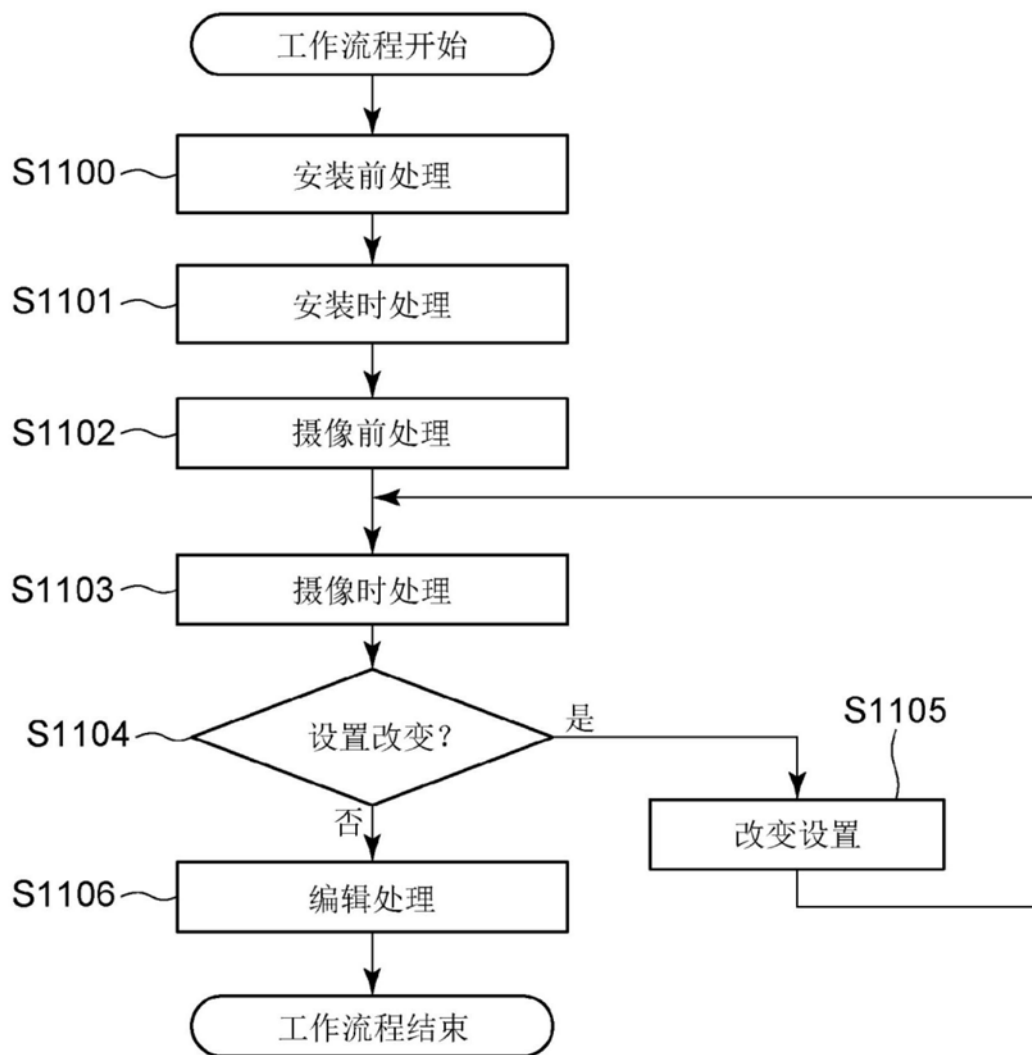 工作流程开始
S1100
安装前处理
S1101
安装时处理
S1102
摄像前处理
S1103
摄像时处理
S1104
设置改变?
是
S1105
改变设置
否
S1106
编辑处理
工作流程结束